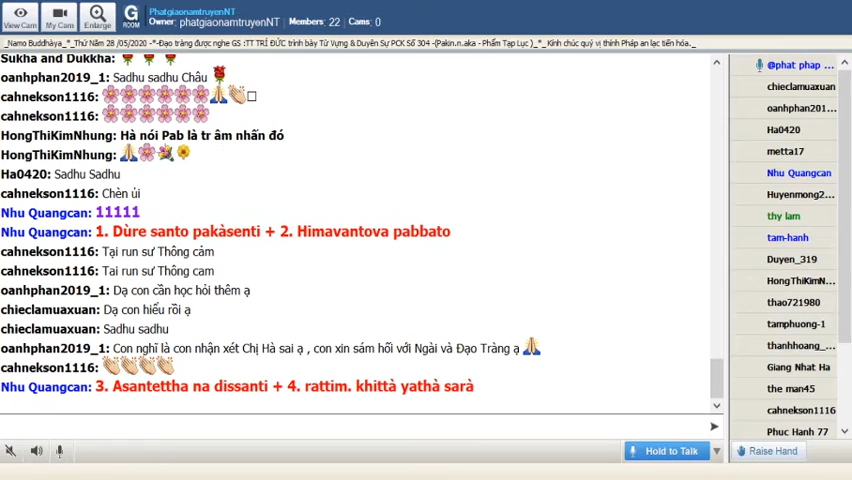 View Cam
My Cam
Enlarge
G
ROOM
PhatgiaonamtruyenNT
Owner: phatgiaonamtruyenNT Members: 22 Cams: 0
_Namo Buddhàya_*_Thứ Năm 28 /05/2020 -*-Đạo tràng được nghe GS :TT TRÍ ĐỨC trình bày Từ Vựng & Duyên Sự PCK Số 304 -(Pakin.n.aka - Phẩm Tạp Lục )_*_ Kính chúc quý vị thính Pháp an lạc tiến hóa._
Sukha and Dukkha:
oanhphan2019_1: Sadhu sadhu Châu
cahnekson1116:
cahnekson1116:
HongThiKimNhung: Hà nói Pab là tr âm nhấn đó
HongThiKimNhung:
Ha0420: Sadhu Sadhu
cahnekson1116: Chèn ủi
Nhu Quangcan: 11111
Nhu Quangcan: 1. Dùre santo pakàsenti + 2. Himavantova pabbato
cahnekson1116: Tại run sư Thông cảm
cahnekson1116: Tai run sư Thông cam
oanhphan2019_1: Dạ con cần học hỏi thêm ạ
chieclamuaxuan: Dạ con hiểu rồi ạ
chieclamuaxuan: Sadhu sadhu
oanhphan2019_1: Con nghĩ là con nhận xét Chị Hà sai ạ , con xin sám hối với Ngài và Đạo Tràng ạ
cahnekson1116:
Nhu Quangcan: 3. Asantettha na dissanti + 4. rattim. khittà yathà sarà
@phat phap ...
chieclamuaxuan
oanhphan201...
Ha0420
metta17
Nhu Quangcan
Huyenmong2...
thy lam
tam-hanh
Duyen_319
HongThiKimN...
thao721980
tamphuong-1
thanhhoang_...
Giang Nhat Ha
the man45
cahnekson1116
Phuc Hanh 77
Hold to Talk
Raise Hand